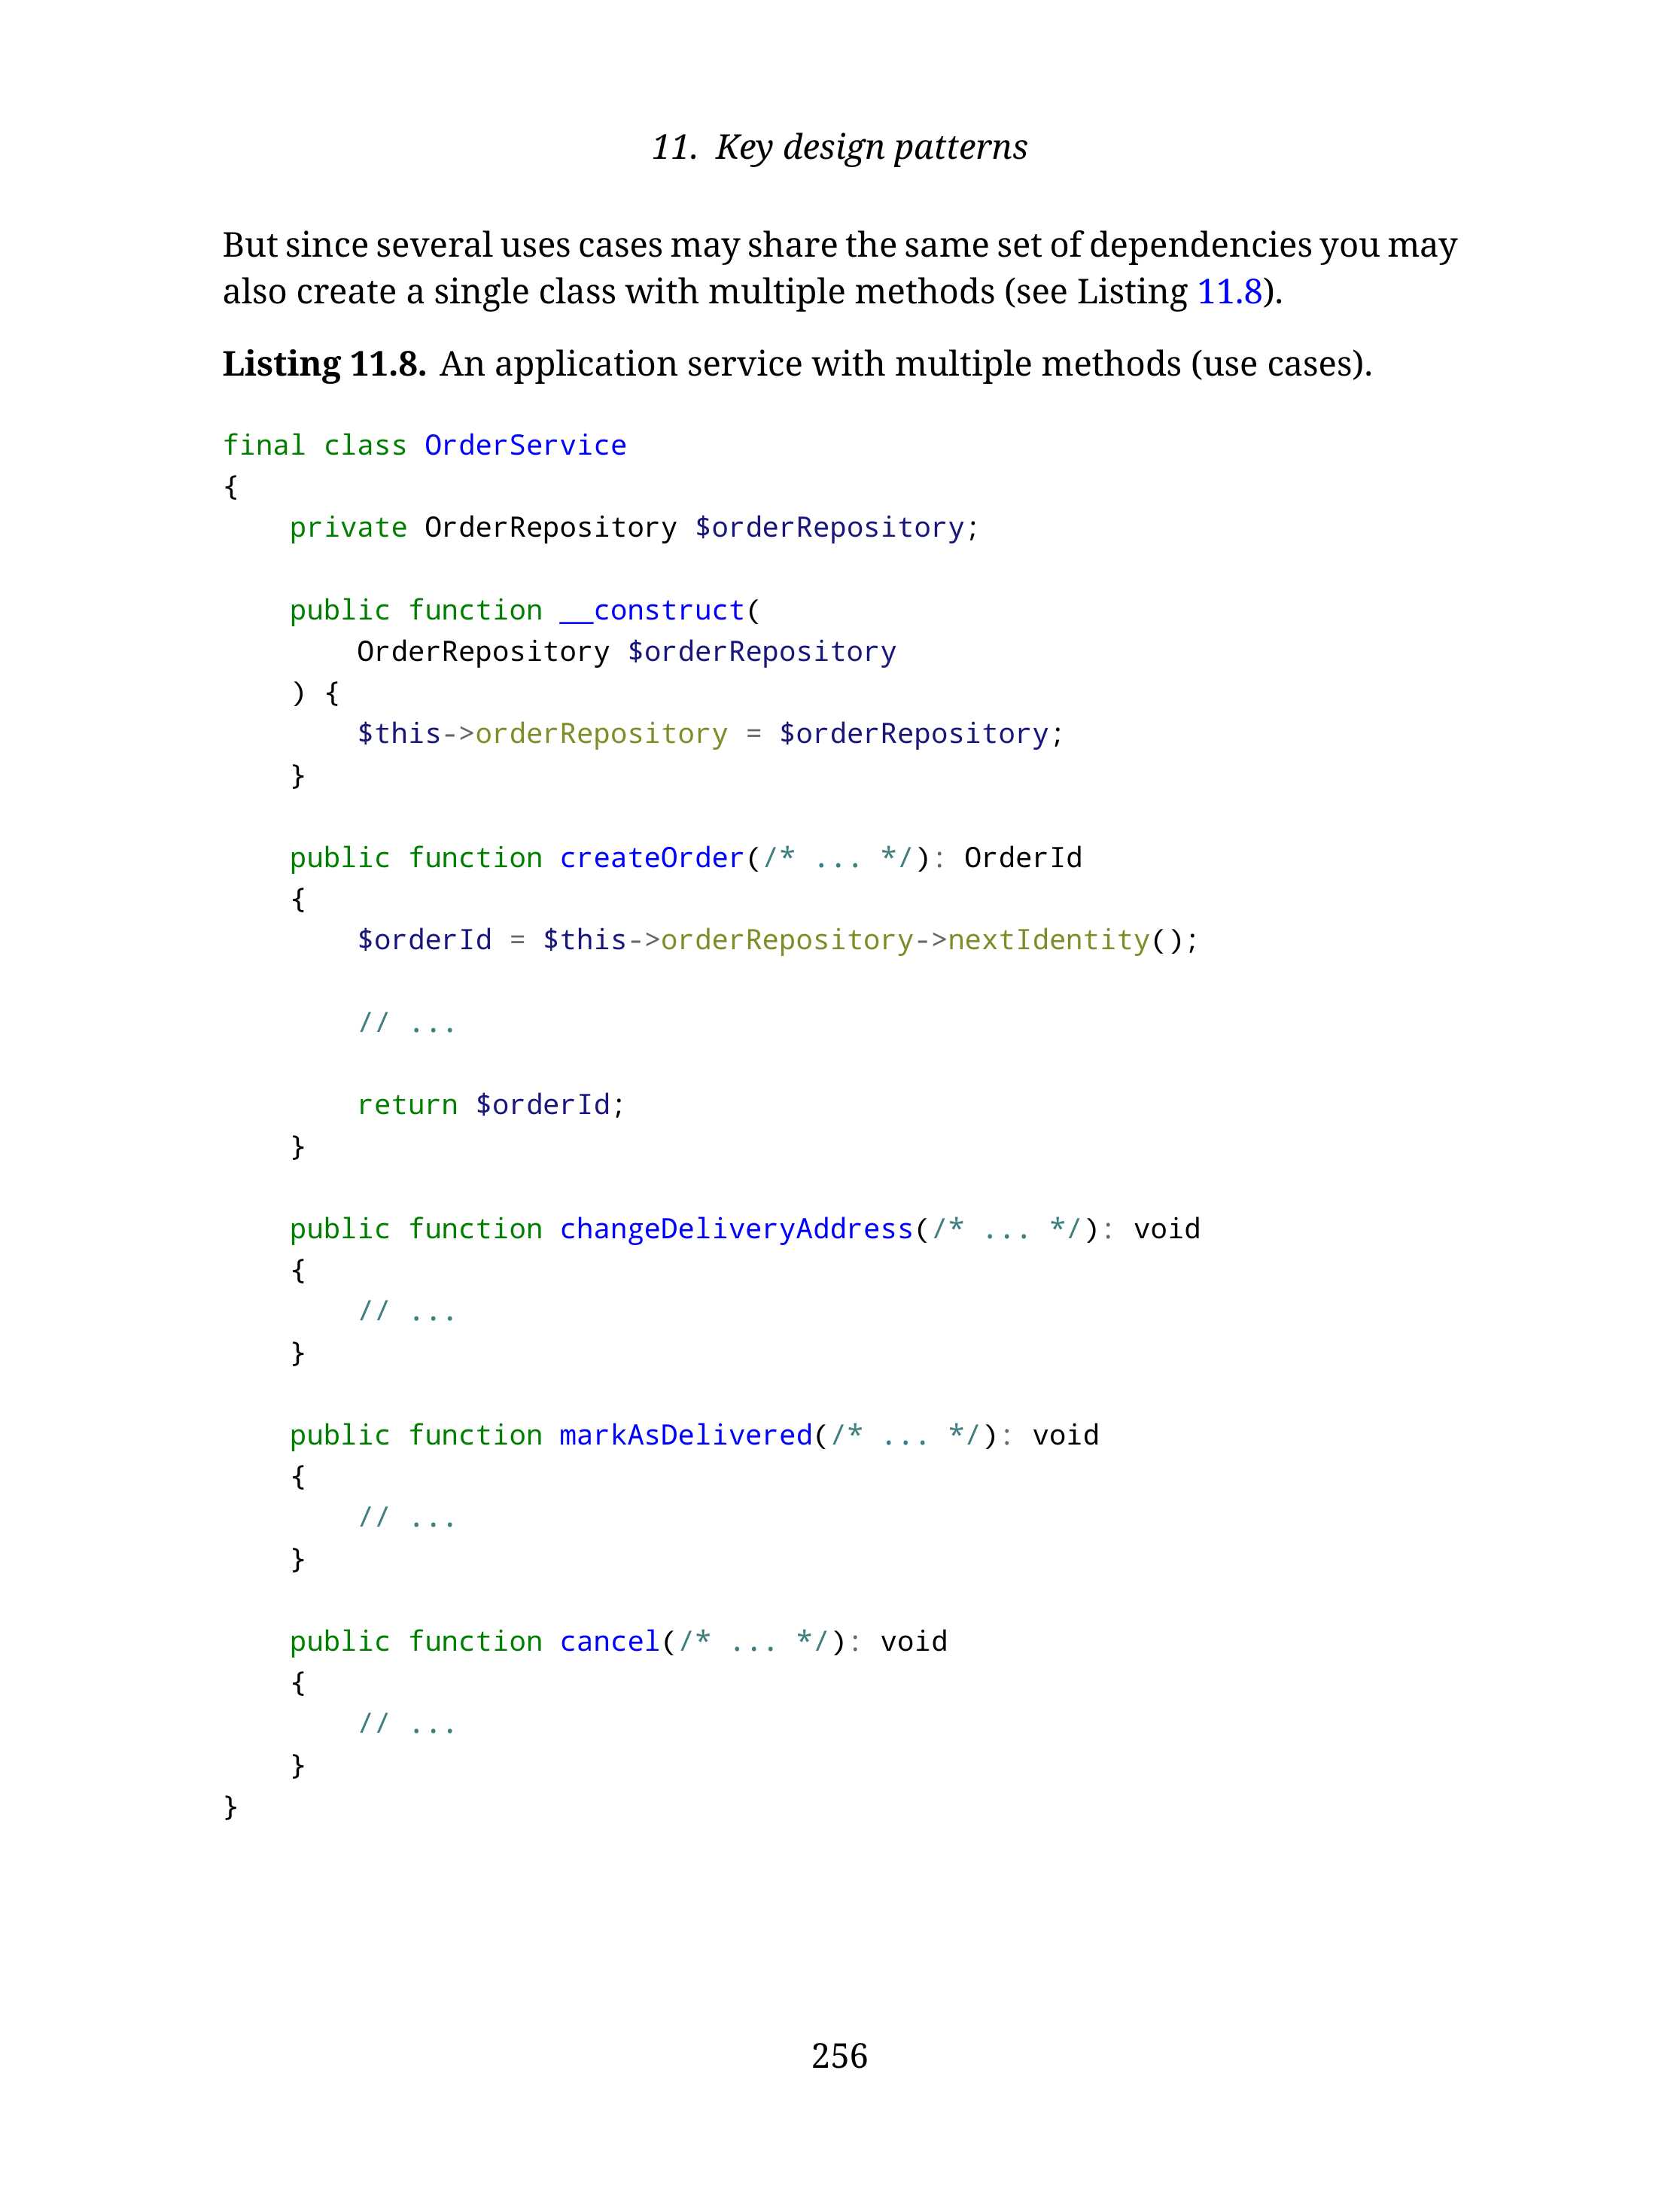 11. Key design patterns
But since several uses cases may share the same set of dependencies you may
also create a single class with multiple methods (see Listing 11.8).
Listing 11.8. An application service with multiple methods (use cases).
final class OrderService
{
    private OrderRepository $orderRepository;

    public function __construct(
        OrderRepository $orderRepository
    ) {
        $this->orderRepository = $orderRepository;
    }

    public function createOrder(/* ... */): OrderId
    {
        $orderId = $this->orderRepository->nextIdentity();

        // ...

        return $orderId;
    }

    public function changeDeliveryAddress(/* ... */): void
    {
        // ...
    }

    public function markAsDelivered(/* ... */): void
    {
        // ...
    }

    public function cancel(/* ... */): void
    {
        // ...
    }
}
256